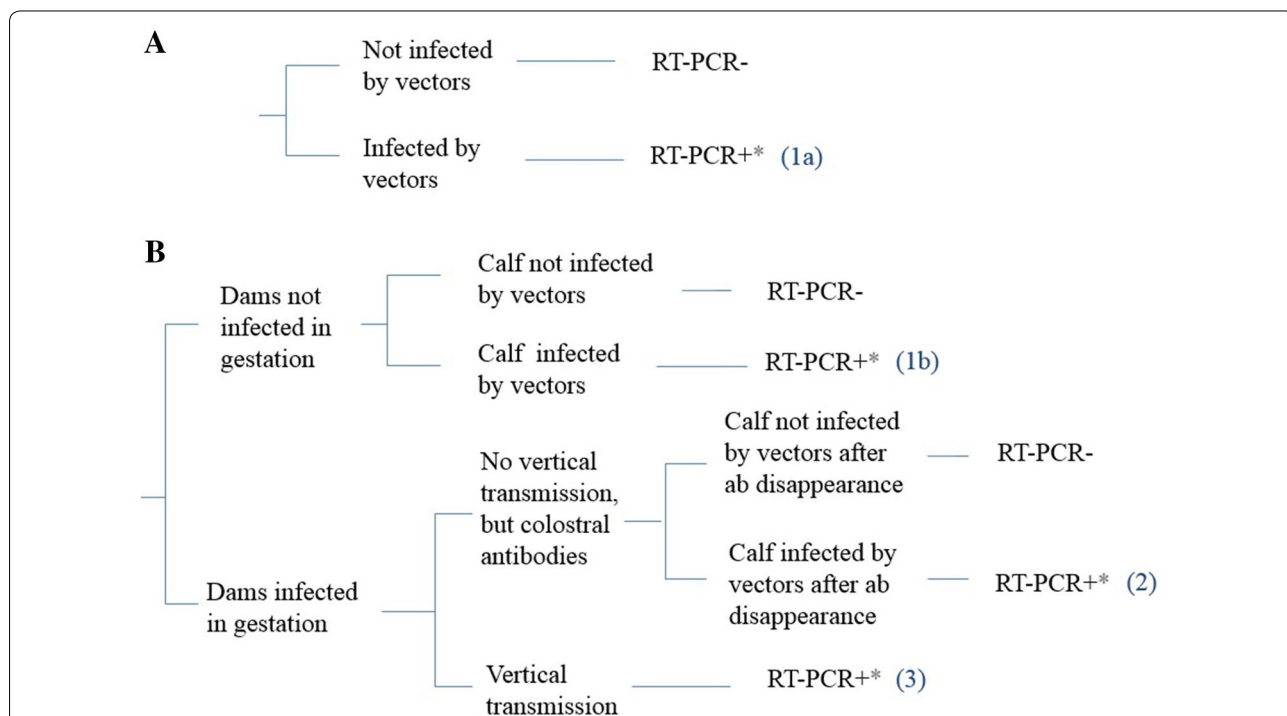 A
Not infected
by vectors
RT-PCR-
Infected by
vectors
RT-PCR+* (1a)
B
Dams not
infected in
gestation
Calf not infected
by vectors
RT-PCR-
Calf infected
by vectors
RT-PCR+* (1b)
Dams infected
in gestation
No vertical
transmission,
but colostral
antibodies
Calf not infected
by vectors after
ab disappearance
RT-PCR-
Calf infected by
vectors after ab
disappearance
RT-PCR+* (2)
Vertical
transmission
RT-PCR+* (3)